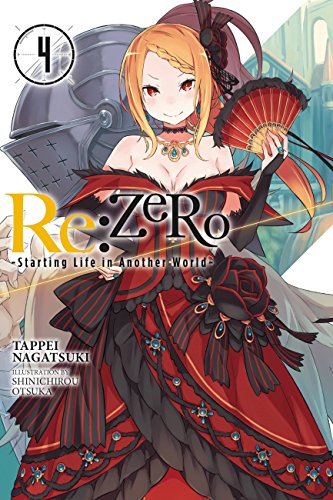 4
Re:ZeRo
-Starting Life in Another World-
TAPPEI
NAGATSUKI
ILLUSTRATION BY
SHINICHIROU
OTSUKA